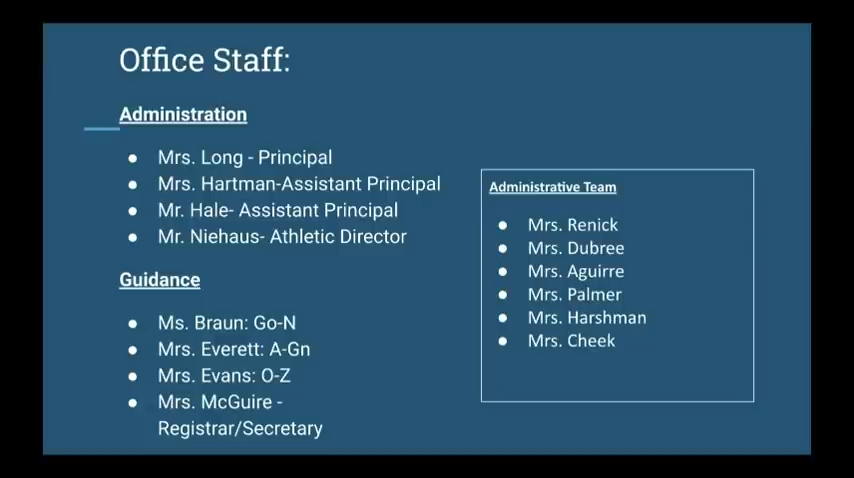 Office Staff:
Administration
● Mrs. Long - Principal
● Mrs. Hartman-Assistant Principal
● Mr. Hale- Assistant Principal
● Mr. Niehaus- Athletic Director
Guidance
● Ms. Braun: Go-N
● Mrs. Everett: A-Gn
● Mrs. Evans: O-Z
● Mrs. McGuire -
Registrar/Secretary
Administrative Team
● Mrs. Renick
● Mrs. Dubree
● Mrs. Aguirre
● Mrs. Palmer
● Mrs. Harshman
● Mrs. Cheek